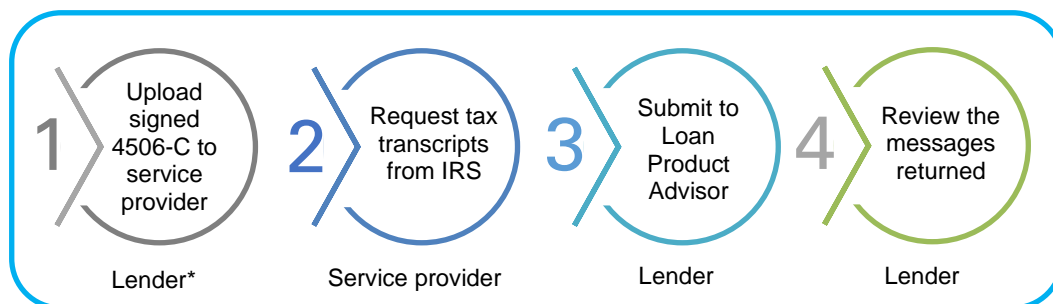 1
Upload
signed
4506-C to
service
provider
Lender*
2
Request tax
transcripts
from IRS
Service provider
3
Submit to
Loan
Product
Advisor
Lender
4
Review the
messages
returned
Lender